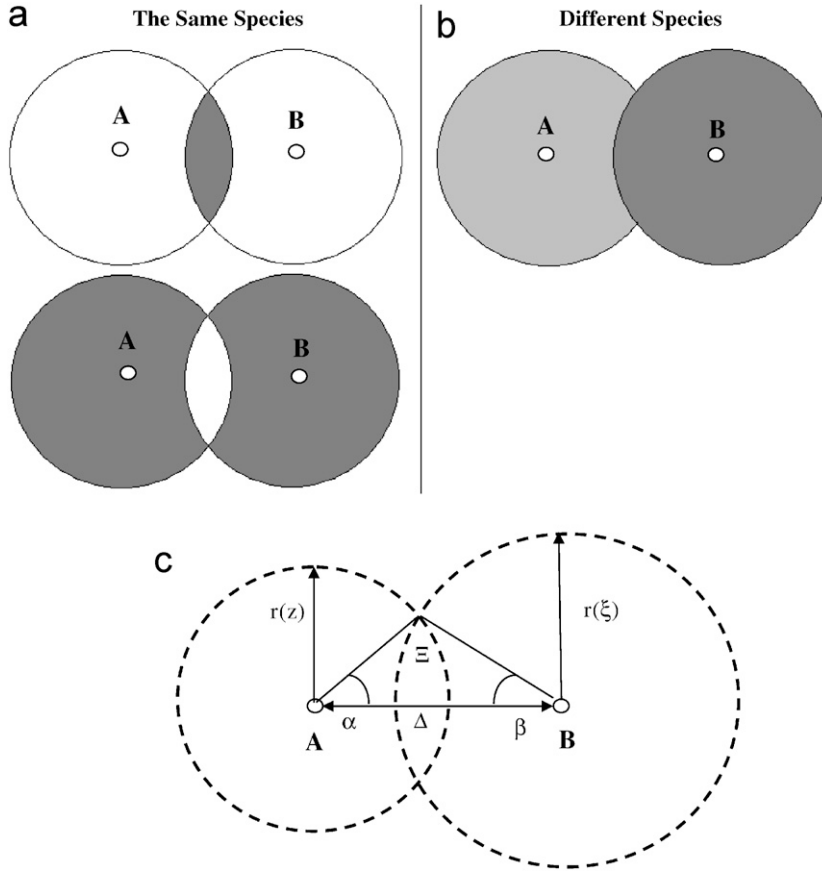 a
The Same Species
A
B
A
B
b
Different Species
A
B
c
r(z)
r(ξ)
Ξ
α
Δ
β
A
B